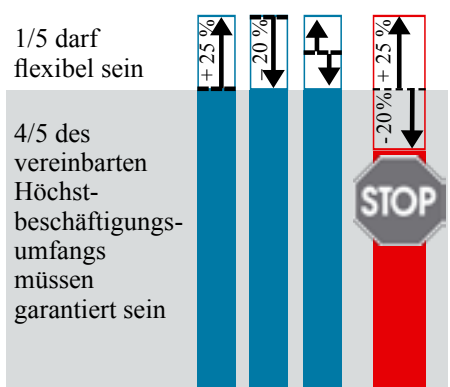 1/5 darf
flexibel sein
4/5 des
vereinbarten
Höchst-
beschäftigungs-
umfangs
müssen
garantiert sein
+ 25 %
- 20 %
+ 25 %
-20%
STOP